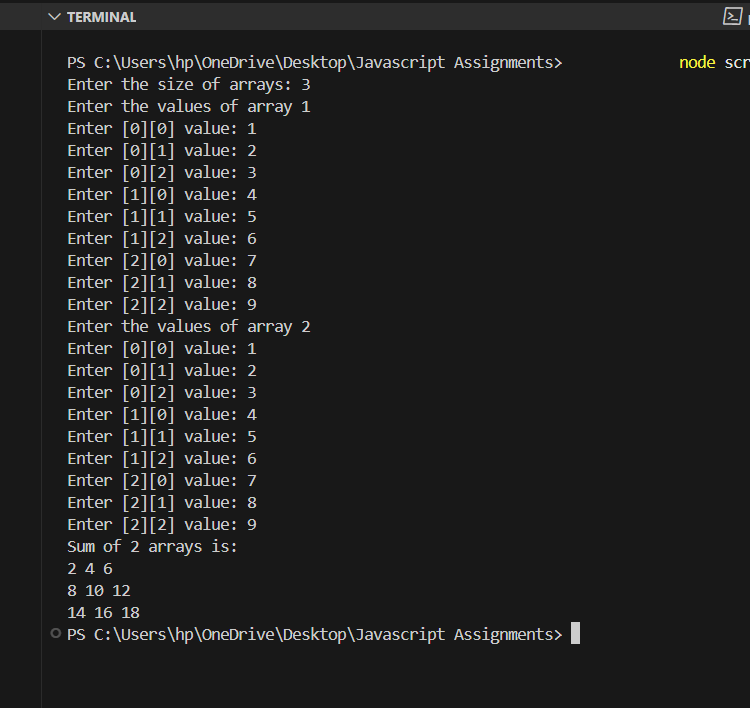 TERMINAL
PS C:\Users\hp\OneDrive\Desktop\Javascript Assignments> node scr
Enter the size of arrays: 3
Enter the values of array 1
Enter [0][0] value: 1
Enter [0][1] value: 2
Enter [0][2] value: 3
Enter [1][0] value: 4
Enter [1][1] value: 5
Enter [1][2] value: 6
Enter [2][0] value: 7
Enter [2][1] value: 8
Enter [2][2] value: 9
Enter the values of array 2
Enter [0][0] value: 1
Enter [0][1] value: 2
Enter [0][2] value: 3
Enter [1][0] value: 4
Enter [1][1] value: 5
Enter [1][2] value: 6
Enter [2][0] value: 7
Enter [2][1] value: 8
Enter [2][2] value: 9
Sum of 2 arrays is:
2 4 6
8 10 12
14 16 18
PS C:\Users\hp\OneDrive\Desktop\Javascript Assignments>